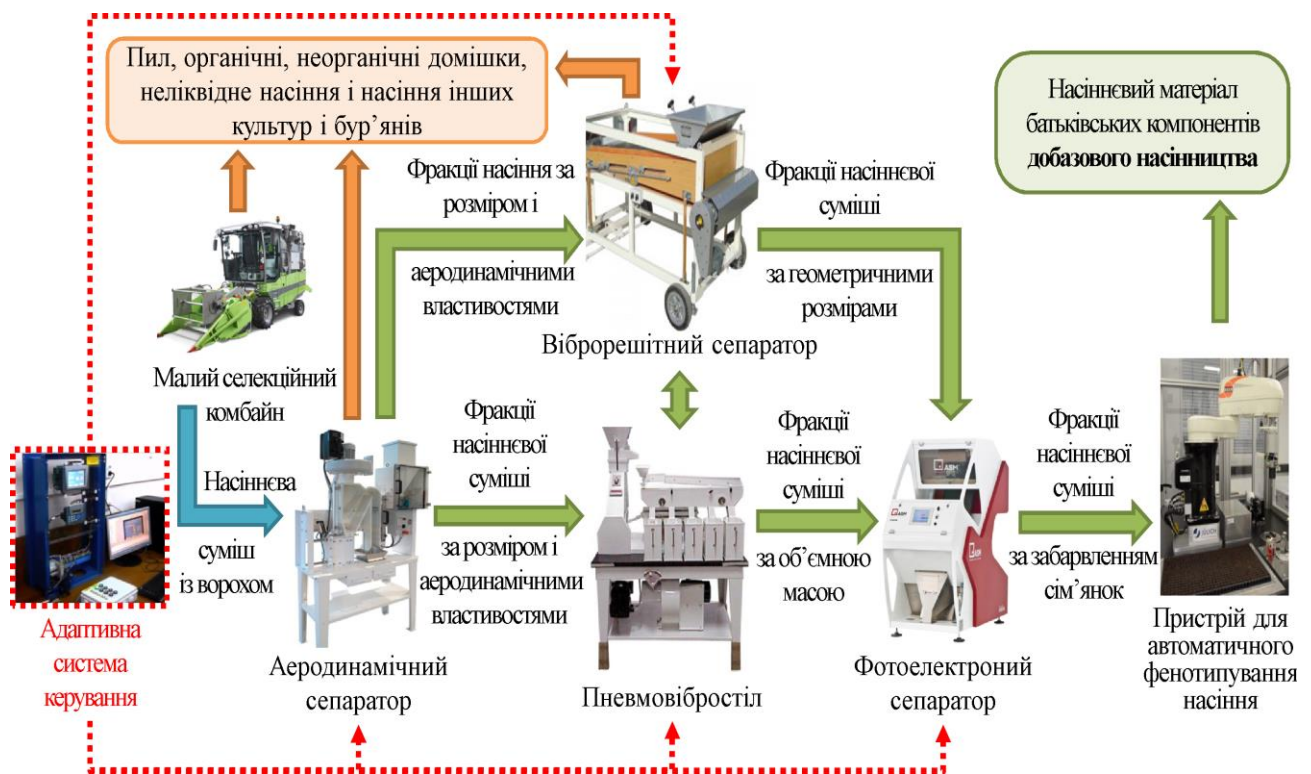 Пил, органічні, неорганічні домішки,
неліквідне насіння і насіння інших
культур і бур’янів
Насіннєвий матеріал
батьківських компонентів
добазового насінництва
Фракції насіння за
розміром і
аеродинамічними
властивостями
Фракції насіннєвої
суміші
за геометричними
розмірами
Віброрешітний сепаратор
Малий селекційний
комбайн
Насіннєва
суміш
із ворохом
Фракції
насіннєвої
суміші
за розміром і
аеродинамічними
властивостями
Фракції
насіннєвої
суміші
за об’ємною
масою
Фракції
насіннєвої
суміші
за забарвленням
сім’янок
Адаптивна
система
керування
Аеродинамічний
сепаратор
Пневмовібростіл
Фотоелектроний
сепаратор
Пристрій для
автоматичного
фенотипування
насіння